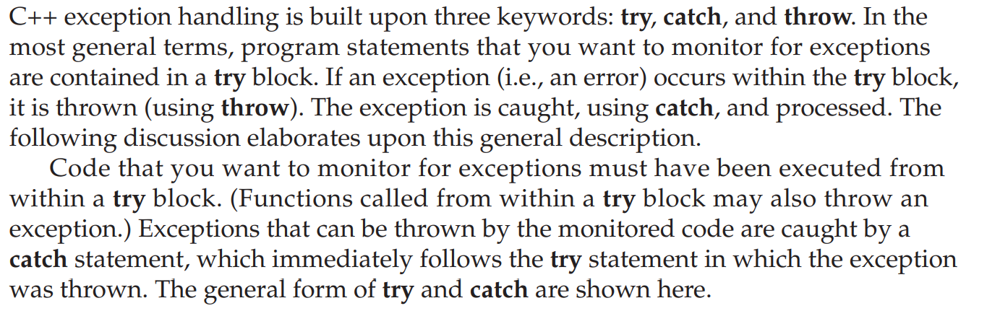 C++ exception handling is built upon three keywords: try, catch, and throw. In the
most general terms, program statements that you want to monitor for exceptions
are contained in a try block. If an exception (i.e., an error) occurs within the try block,
it is thrown (using throw). The exception is caught, using catch, and processed. The
following discussion elaborates upon this general description.
Code that you want to monitor for exceptions must have been executed from
within a try block. (Functions called from within a try block may also throw an
exception.) Exceptions that can be thrown by the monitored code are caught by a
catch statement, which immediately follows the try statement in which the exception
was thrown. The general form of try and catch are shown here.